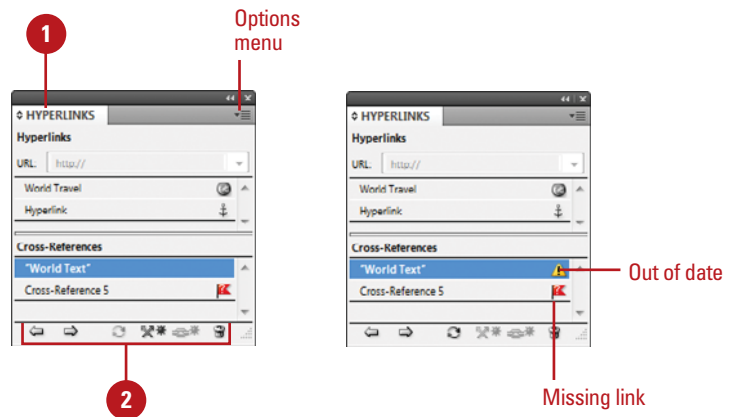 Options
menu
1
HYPERLINKS
Hyperlinks
URL: http://
World Travel
Hyperlink
Cross-References
"World Text"
Cross-Reference 5
2
HYPERLINKS
Hyperlinks
URL: http://
World Travel
Hyperlink
Cross-References
"World Text"
Cross-Reference 5
Out of date
Missing link